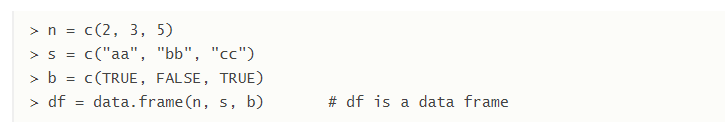 > n = c(2, 3, 5)
> s = c("aa", "bb", "cc")
> b = c(TRUE, FALSE, TRUE)
> df = data.frame(n, s, b)       # df is a data frame